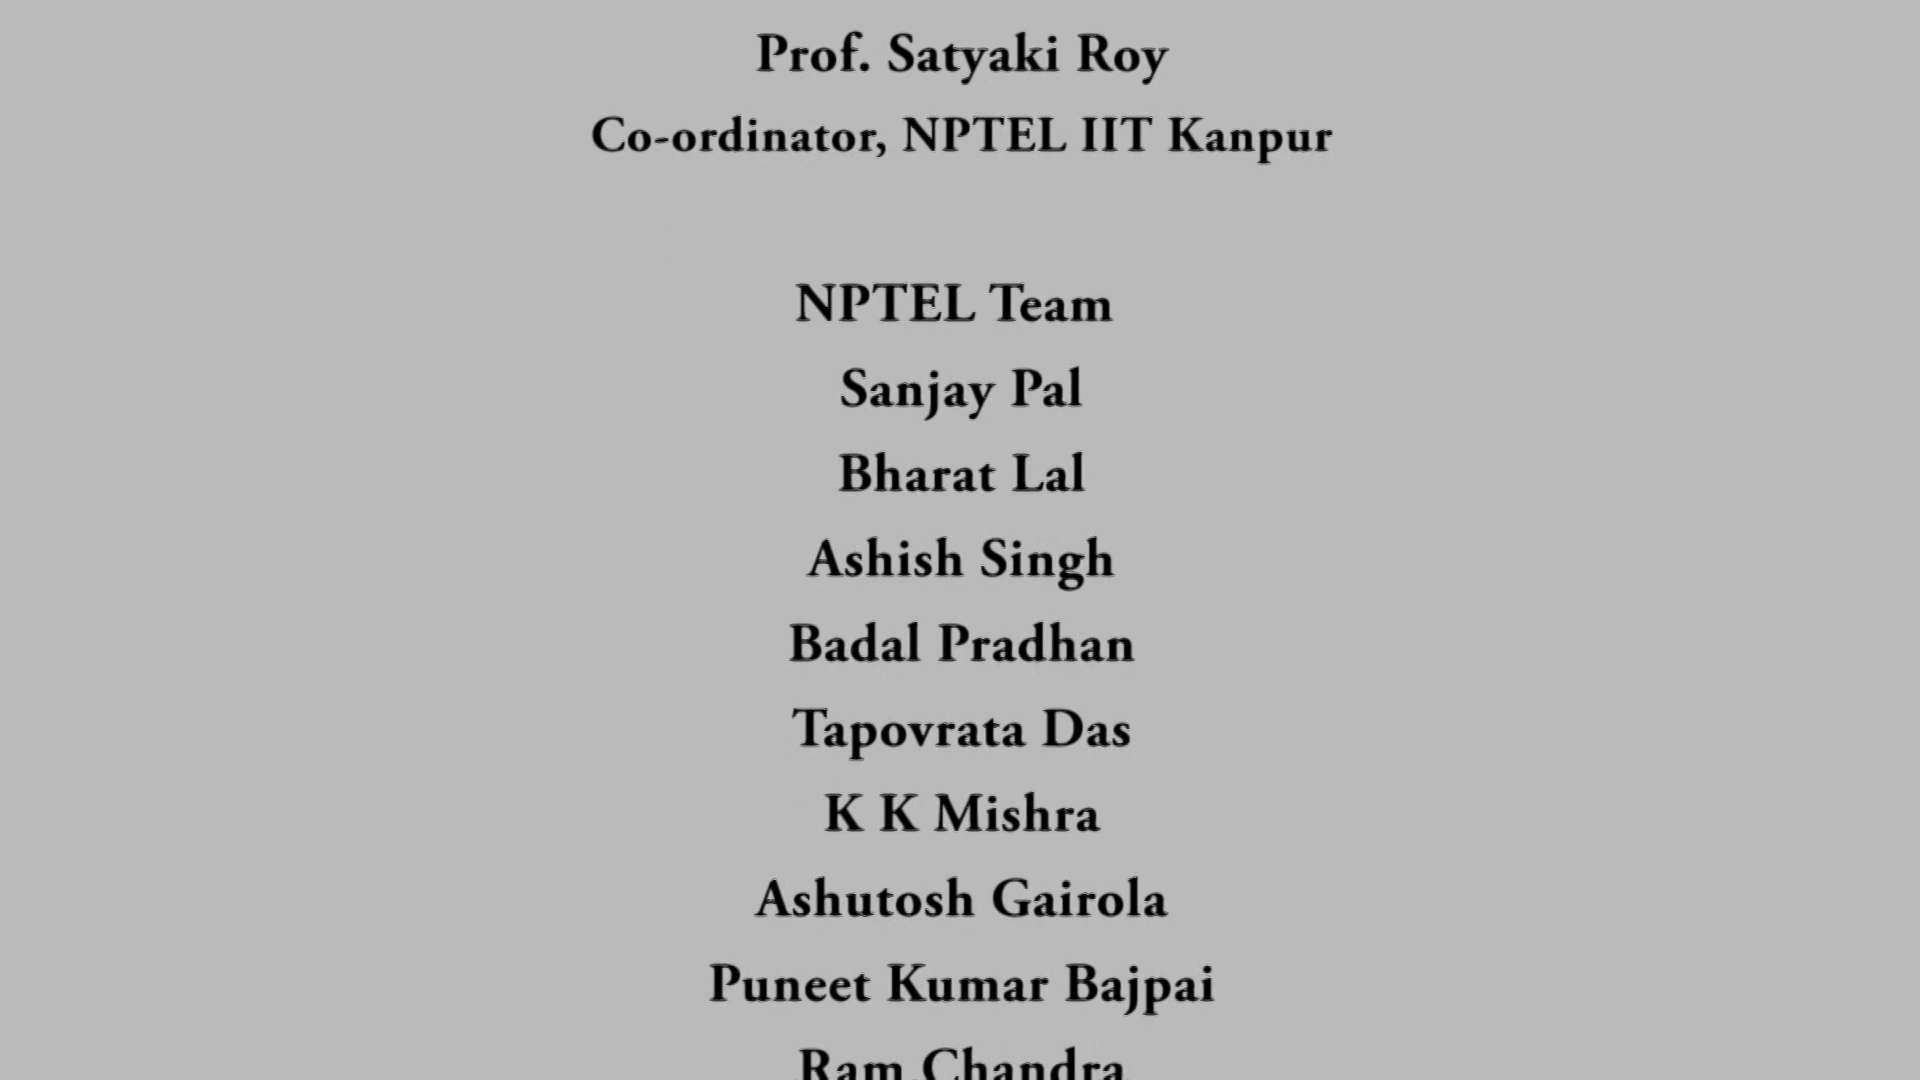 Prof. Satyaki Roy
Co-ordinator, NPTEL IIT Kanpur
NPTEL Team
Sanjay Pal
Bharat Lal
Ashish Singh
Badal Pradhan
Tapovrata Das
K K Mishra
Ashutosh Gairola
Puneet Kumar Bajpai
Ram Chandra